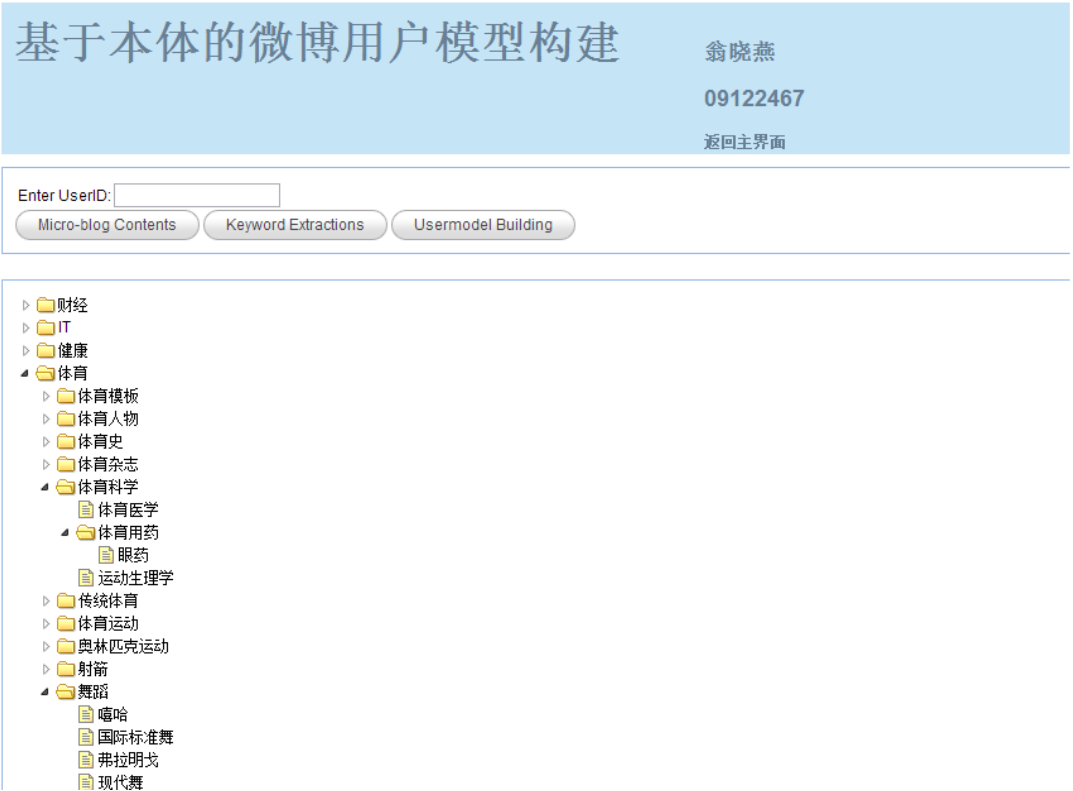 基于本体的微博用户模型构建
翁晓燕
09122467
返回主界面
Enter UserID:
Micro-blog Contents Keyword Extractions Usermodel Building
财经
IT
健康
体育
体育模板
体育人物
体育史
体育杂志
体育科学
体育医学
体育用药
眼药
运动生理学
传统体育
体育运动
奥林匹克运动
射箭
舞蹈
嘻哈
国际标准舞
弗拉明戈
现代舞